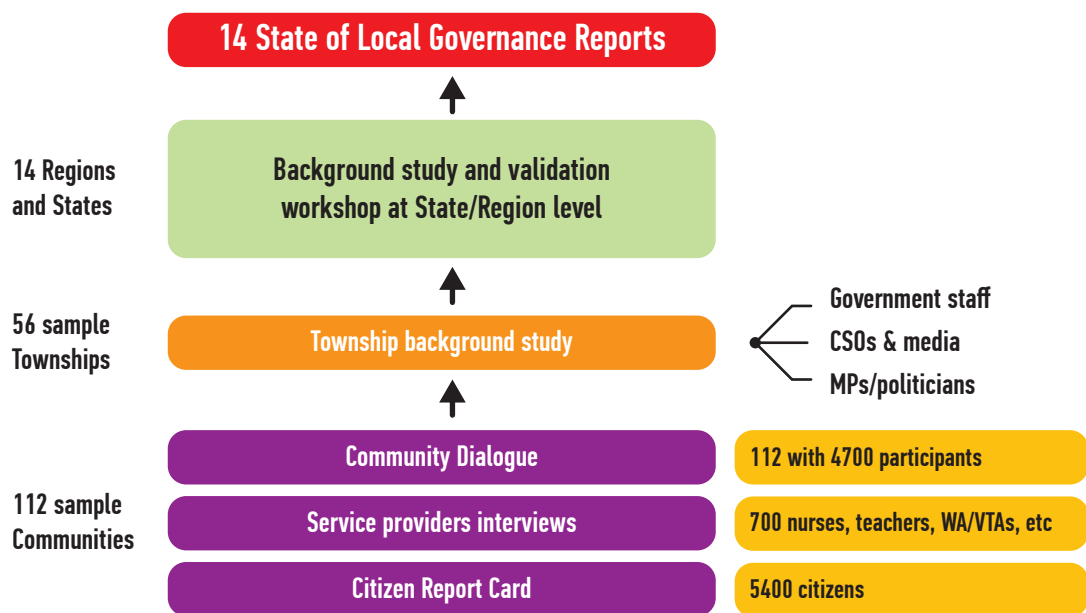 14 State of Local Governance Reports
14 Regions
and States
Background study and validation
workshop at State/Region level
56 sample
Townships
Township background study
Government staff
CSOs & media
MPs/politicians
112 sample
Communities
Community Dialogue
112 with 4700 participants
Service providers interviews
700 nurses, teachers, WA/VTAs, etc
Citizen Report Card
5400 citizens